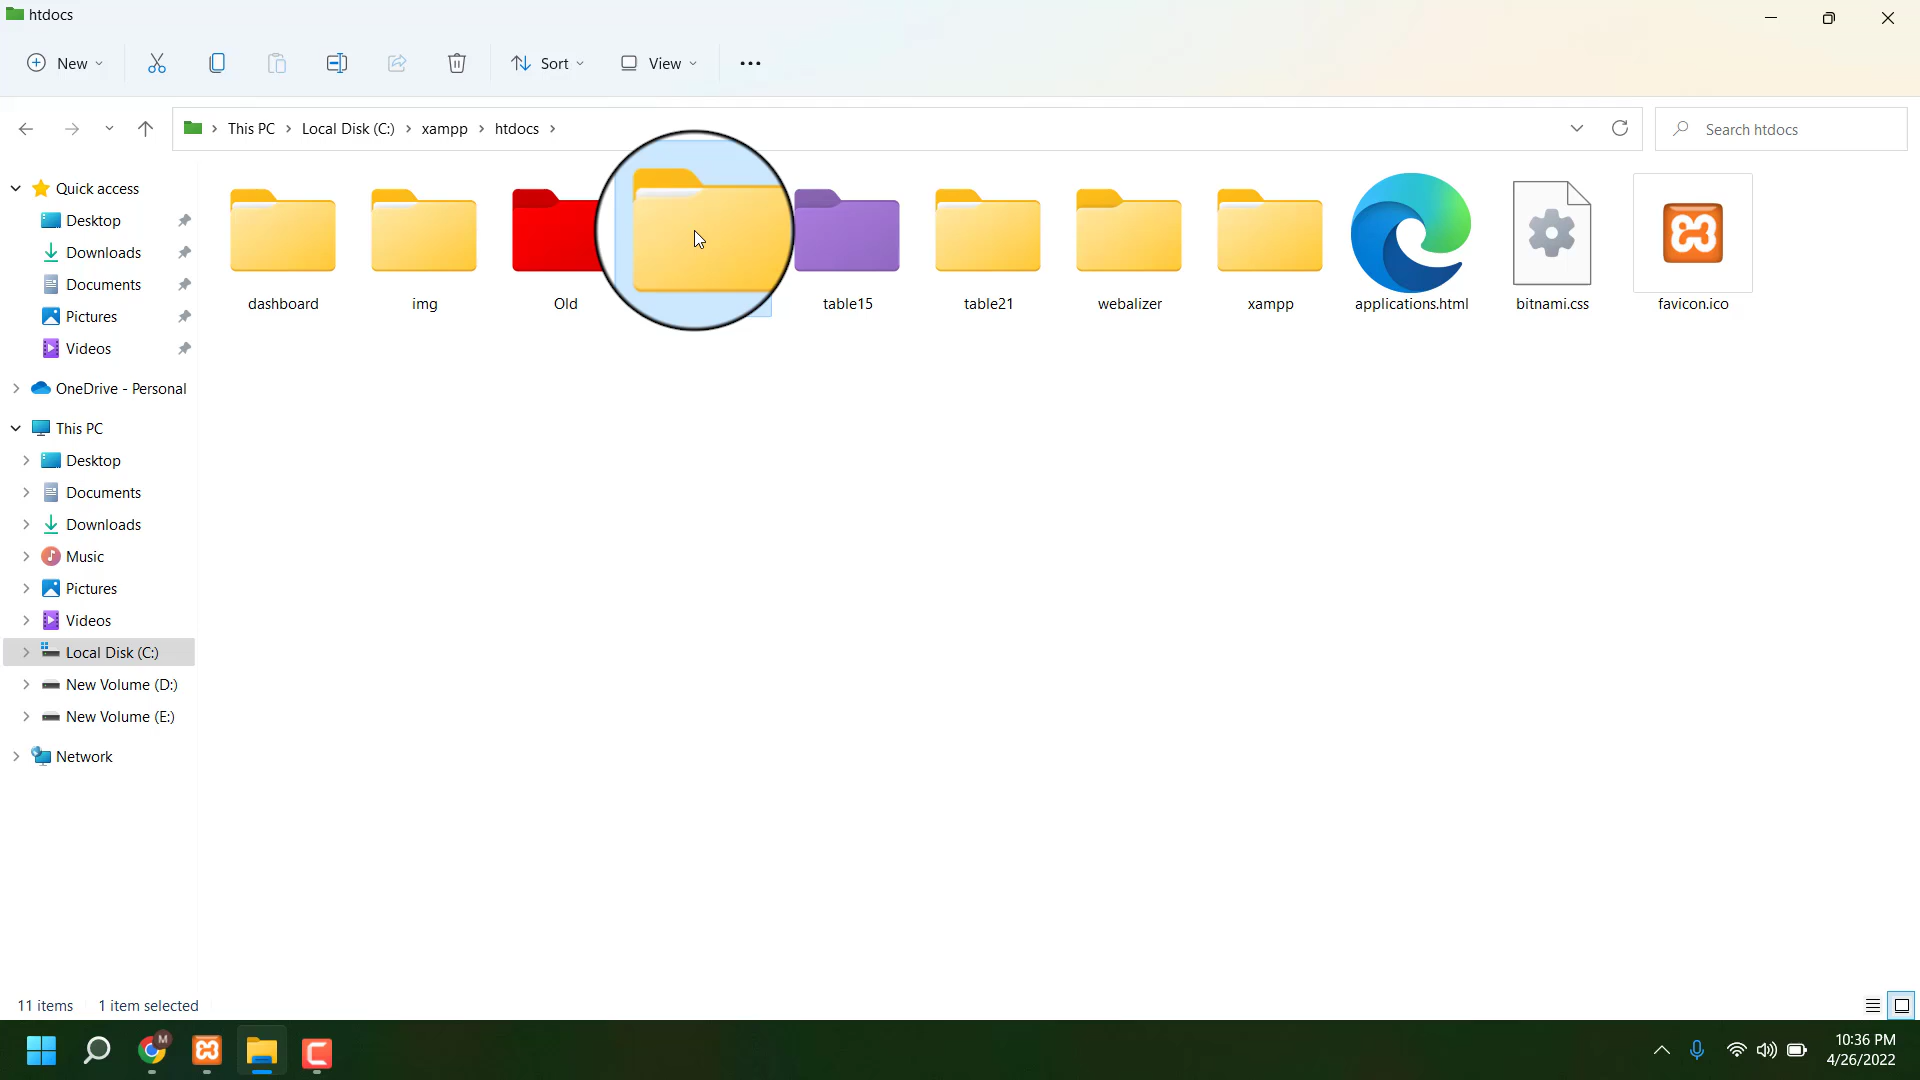 htdocs
New
Sort
View
This PC
Local Disk (C:)
xampp
htdocs
Search htdocs
Quick access
Desktop
Downloads
Documents
Pictures
Videos
OneDrive - Personal
This PC
Desktop
Documents
Downloads
Music
Pictures
Videos
Local Disk (C:)
New Volume (D:)
New Volume (E:)
Network
dashboard
img
Old
table15
table21
webalizer
xampp
applications.html
bitnami.css
favicon.ico
11 items
1 item selected
M
10:36 PM
4/26/2022